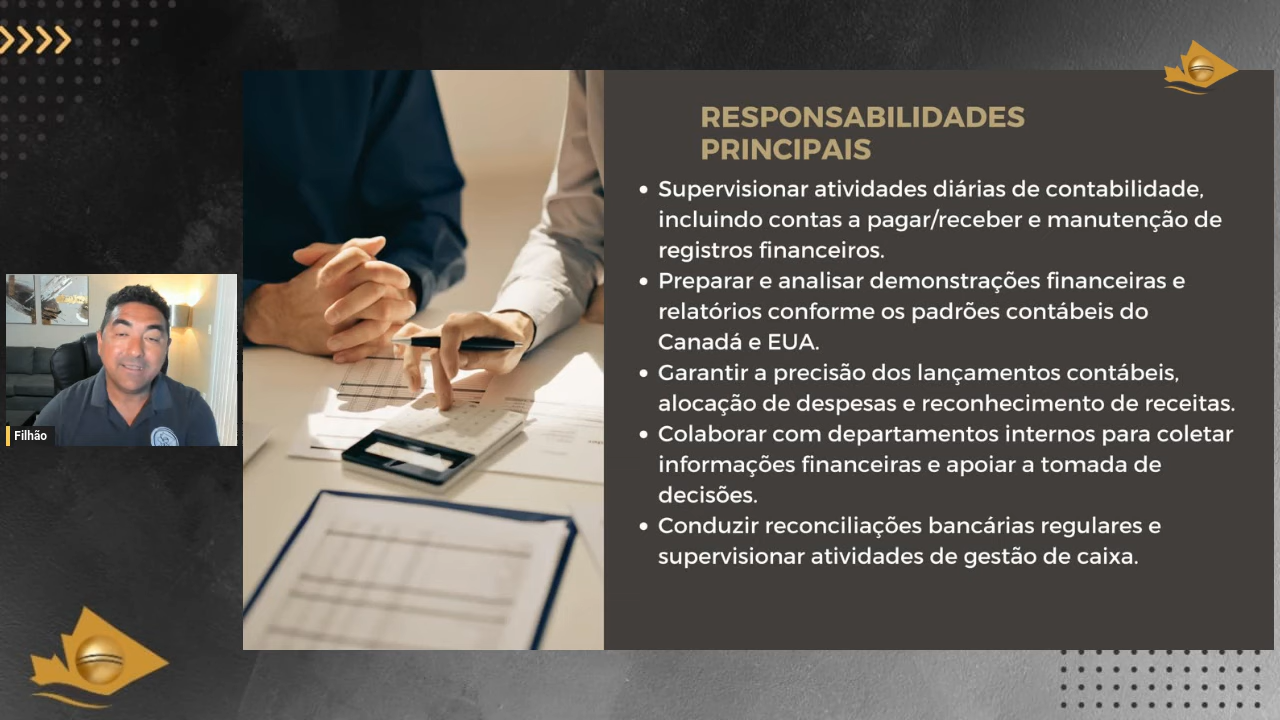 RESPONSABILIDADES
PRINCIPAIS
Supervisionar atividades diárias de contabilidade,
incluindo contas a pagar/receber e manutenção de
registros financeiros.
Preparar e analisar demonstrações financeiras e
relatórios conforme os padrões contábeis do
Canadá e EUA.
Garantir a precisão dos lançamentos contábeis,
alocação de despesas e reconhecimento de receitas.
Colaborar com departamentos internos para coletar
informações financeiras e apoiar a tomada de
decisões.
Conduzir reconciliações bancárias regulares e
supervisionar atividades de gestão de caixa.
Filhão